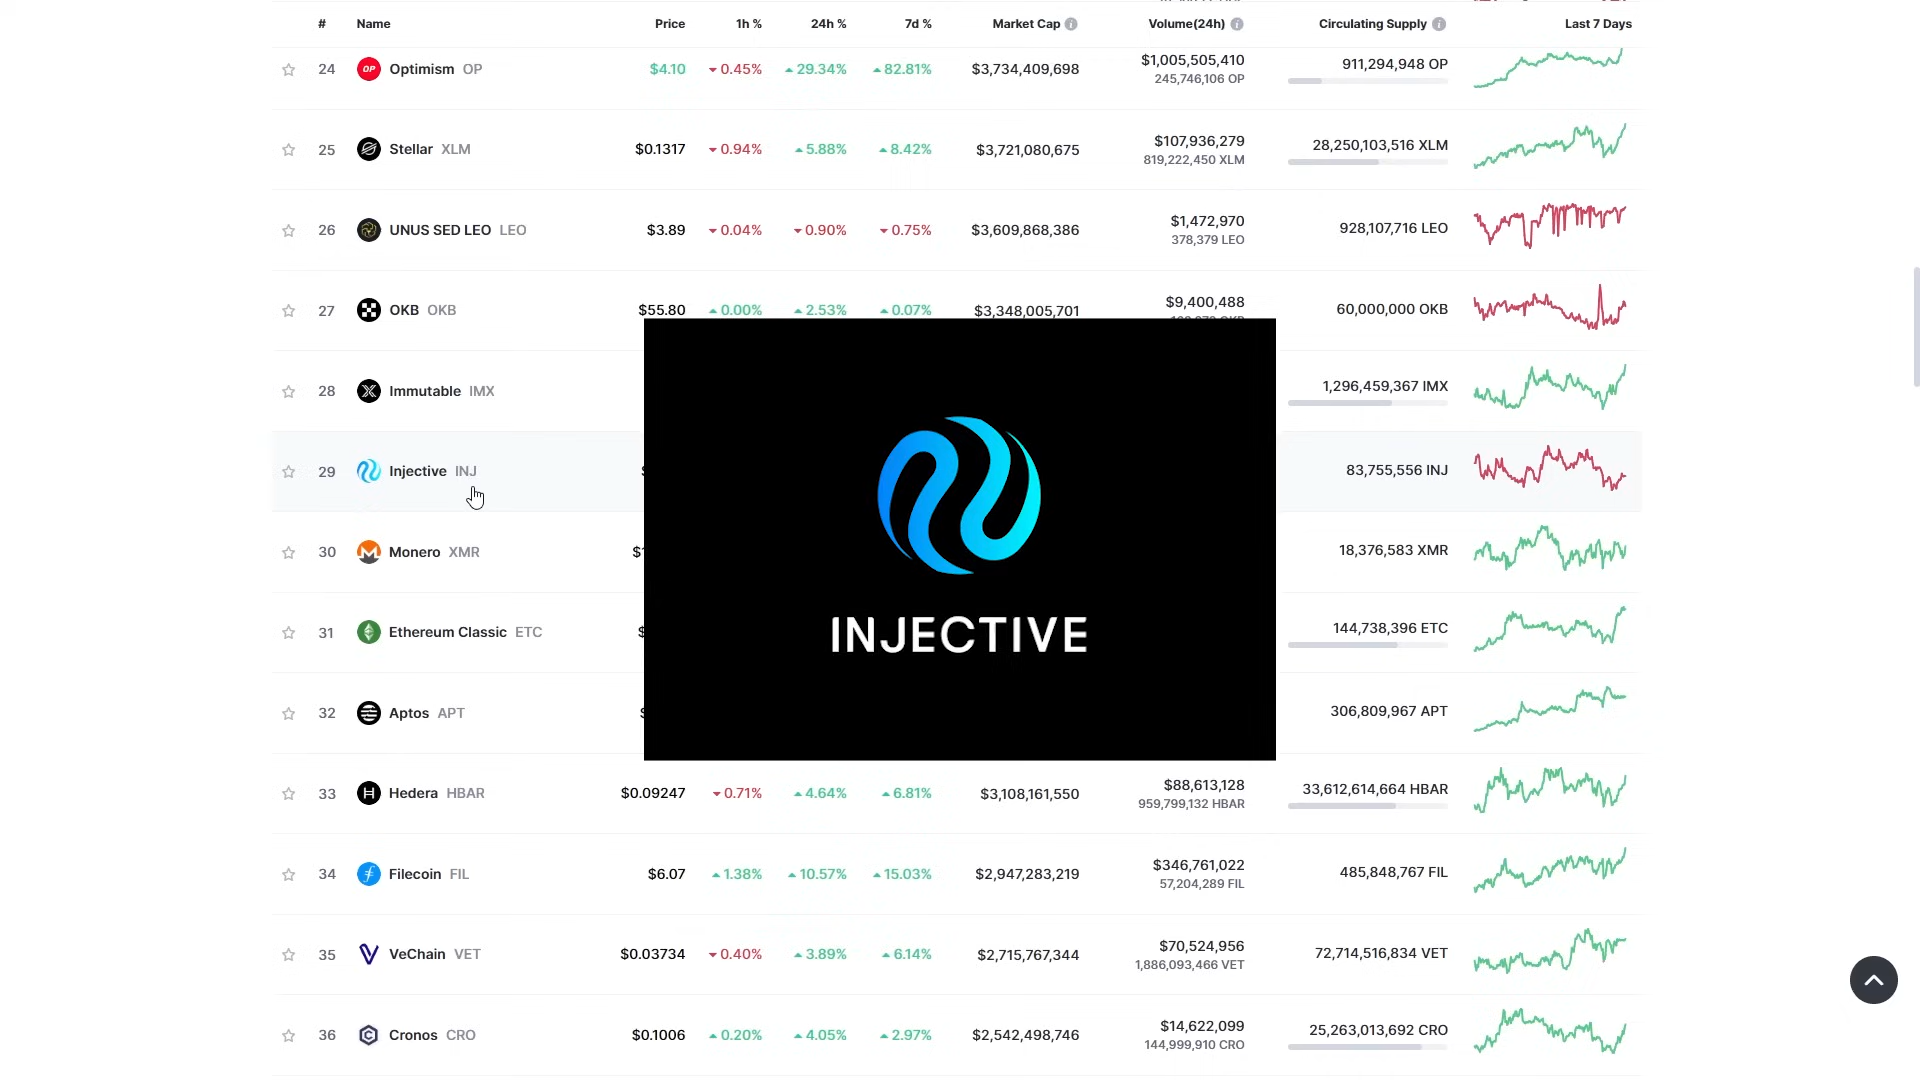 # Name Price 1h % 24h % 7d % Market Cap Volume(24h) Circulating Supply Last 7 Days
24 OP Optimism OP $4.10 0.45% 29.34% 82.81% $3,734,409,698 $1,005,505,410 911,294,948 OP
245,746,106 OP
25 Stellar XLM $0.1317 0.94% 5.88% 8.42% $3,721,080,675 $107,936,279 28,250,103,516 XLM
819,222,450 XLM
26 UNUS SED LEO LEO $3.89 0.04% 0.90% 0.75% $3,609,868,386 $1,472,970 928,107,716 LEO
378,379 LEO
27 OKB OKB $55.80 0.00% 2.53% 0.07% $3,348,005,701 $9,400,488 60,000,000 OKB
28 Immutable IMX 1,296,459,367 IMX
29 Injective INJ 83,755,556 INJ
30 Monero XMR 18,376,583 XMR
31 Ethereum Classic ETC 144,738,396 ETC
INJECTIVE
32 Aptos APT 306,809,967 APT
33 Hedera HBAR $0.09247 0.71% 4.64% 6.81% $3,108,161,550 $88,613,128 33,612,614,664 HBAR
959,799,132 HBAR
34 Filecoin FIL $6.07 1.38% 10.57% 15.03% $2,947,283,219 $346,761,022 485,848,767 FIL
57,204,289 FIL
35 VeChain VET $0.03734 0.40% 3.89% 6.14% $2,715,767,344 $70,524,956 72,714,516,834 VET
1,886,093,466 VET
36 Cronos CRO $0.1006 0.20% 4.05% 2.97% $2,542,498,746 $14,622,099 25,263,013,692 CRO
144,999,910 CRO